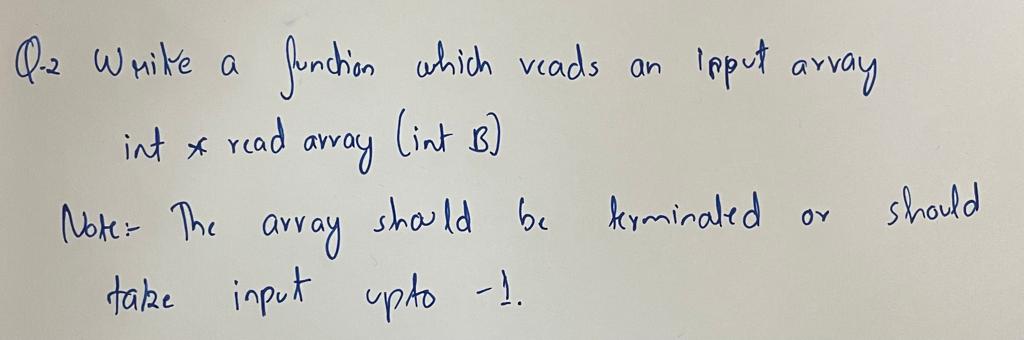 Q.2 Write a function which reads an input array
int * read array (int B)
Note:- The array should be terminated or should
take input upto -1.